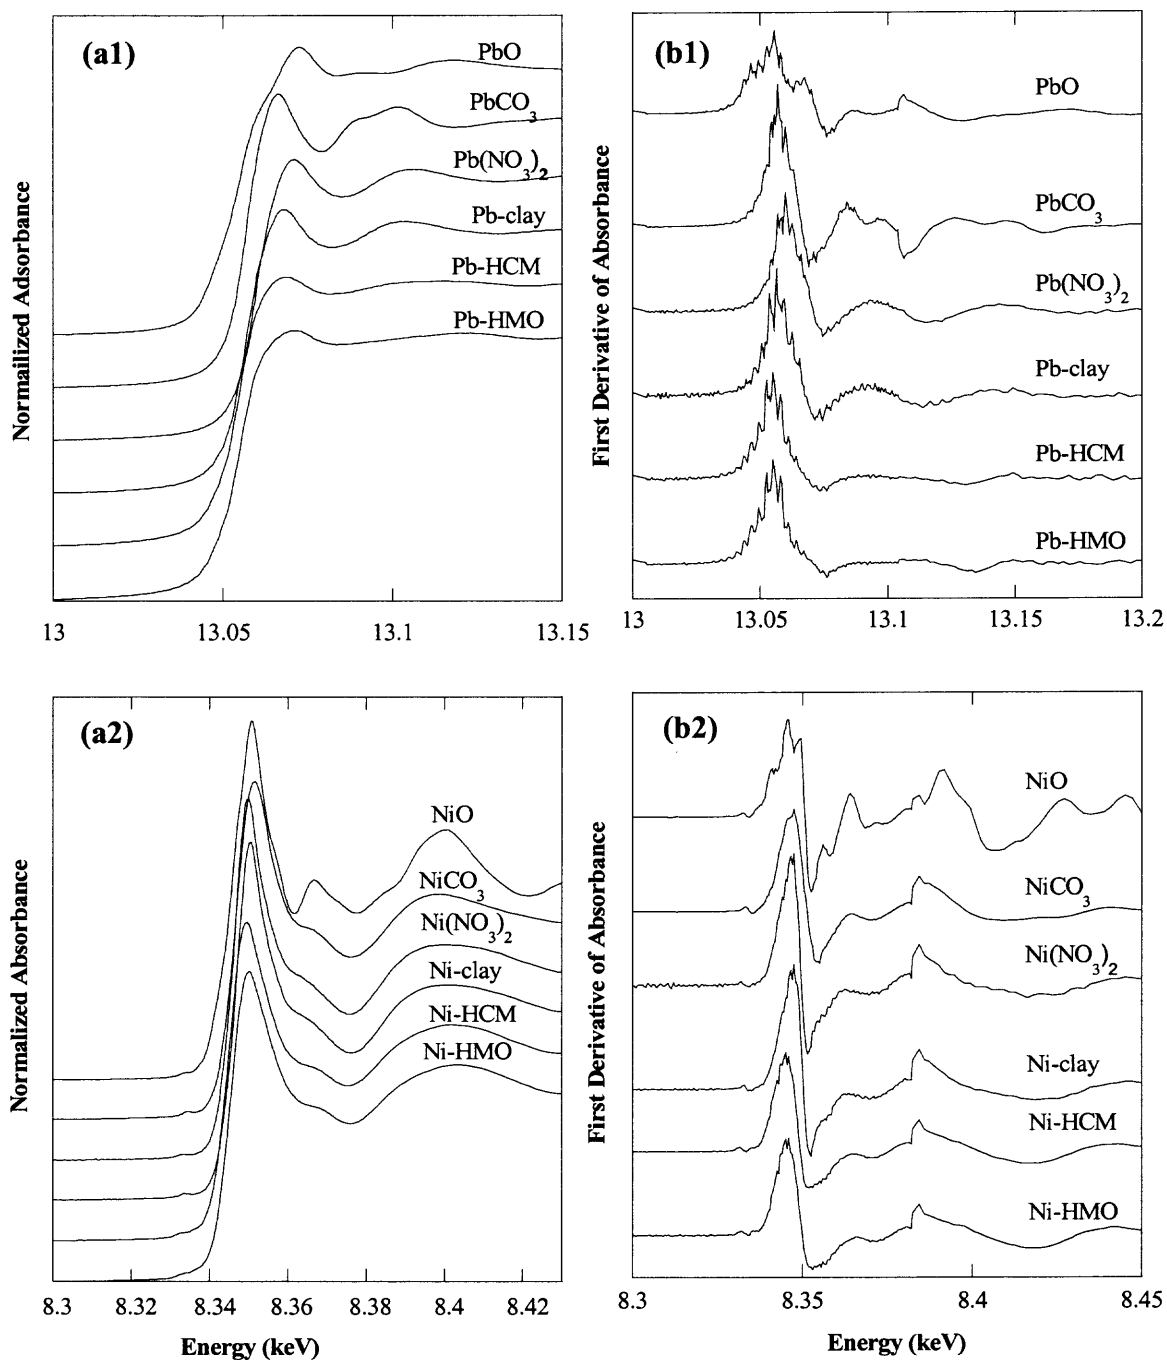 (a1)
PbO
PbCO3
Pb(NO3)2
Pb-clay
Pb-HCM
Pb-HMO
Normailized Adsorbance
13 13.05 13.1 13.15
(b1)
PbO
PbCO3
Pb(NO3)2
Pb-clay
Pb-HCM
Pb-HMO
First Derivative of Absorbance
13 13.05 13.1 13.15 13.2
(a2)
NiO
NiCO3
Ni(NO3)2
Ni-clay
Ni-HCM
Ni-HMO
Normalized Absorbance
8.3 8.32 8.34 8.36 8.38 8.4 8.42
Energy (keV)
(b2)
NiO
NiCO3
Ni(NO3)2
Ni-clay
Ni-HCM
Ni-HMO
First Derivative of Absorbance
8.3 8.35 8.4 8.45
Energy (keV)